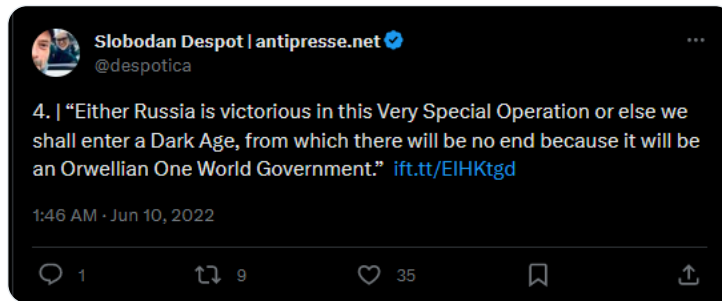 Slobodan Despot | antipresse.net
@despotica
4. | “Either Russia is victorious in this Very Special Operation or else we
shall enter a Dark Age, from which there will be no end because it will be
an Orwellian One World Government.” ift.tt/ElHKtgd
1:46 AM · Jun 10, 2022
1 9 35